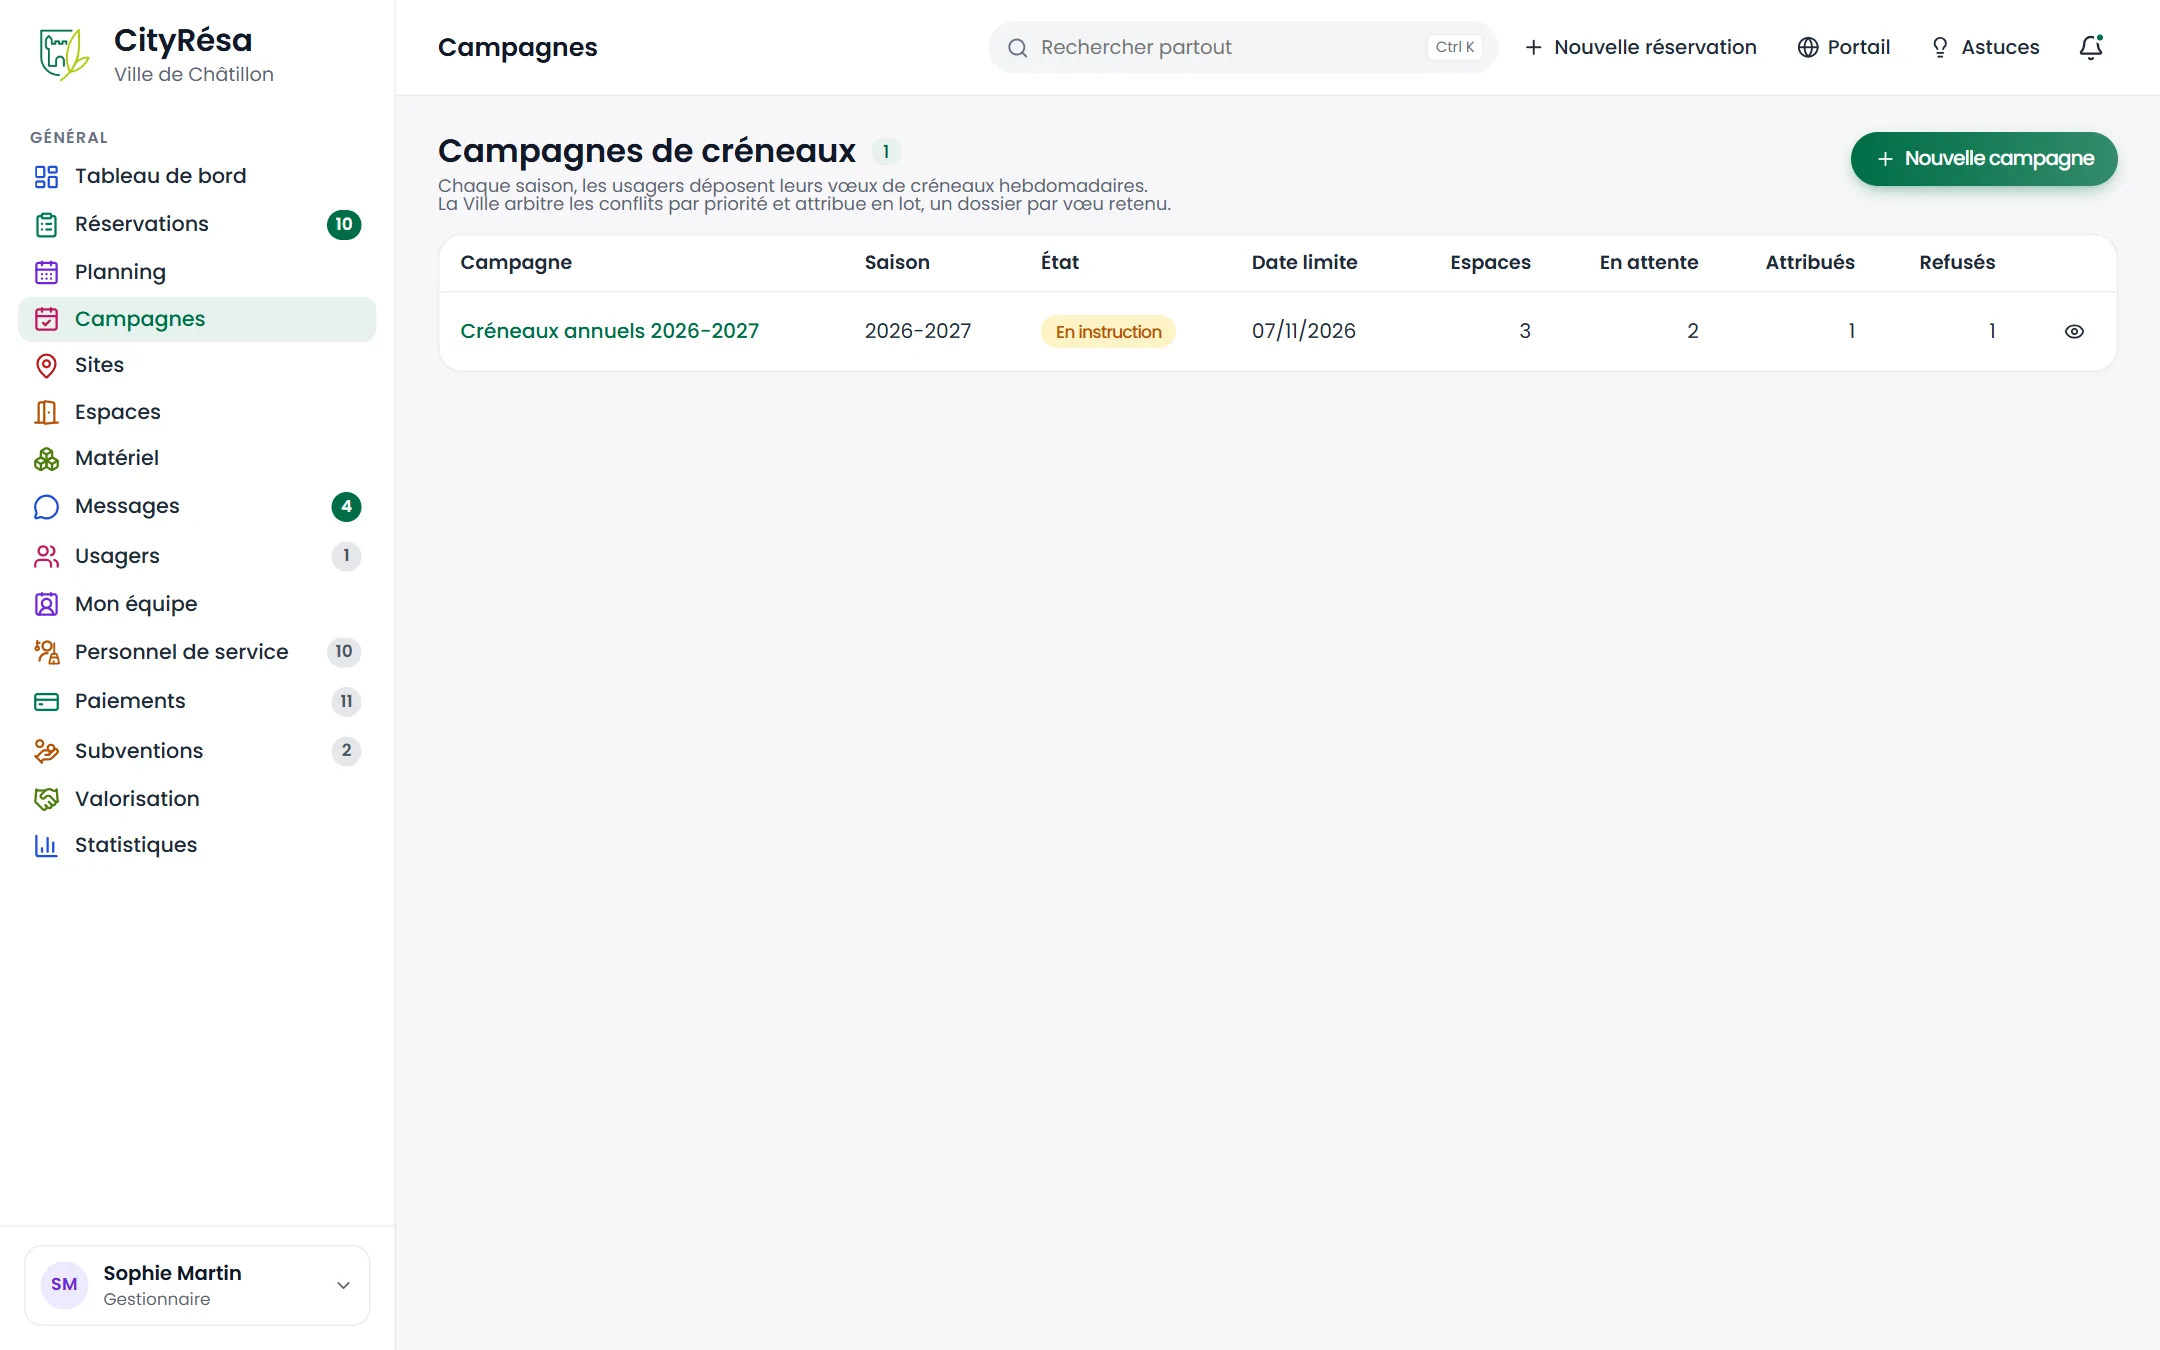 CityRésa
Ville de Châtillon
GÉNÉRAL
Tableau de bord
Réservations 10
Planning
Campagnes
Sites
Espaces
Matériel
Messages 4
Usagers 1
Mon équipe
Personnel de service 10
Paiements 11
Subventions 2
Valorisation
Statistiques
SM
Sophie Martin
Gestionnaire
Campagnes
Rechercher partout Ctrl K
Nouvelle réservation
Portail
Astuces
Campagnes de créneaux 1
Chaque saison, les usagers déposent leurs vœux de créneaux hebdomadaires.
La Ville arbitre les conflits par priorité et attribue en lot, un dossier par vœu retenu.
+ Nouvelle campagne
Campagne Saison État Date limite Espaces En attente Attribués Refusés
Créneaux annuels 2026-2027 2026-2027 En instruction 07/11/2026 3 2 1 1